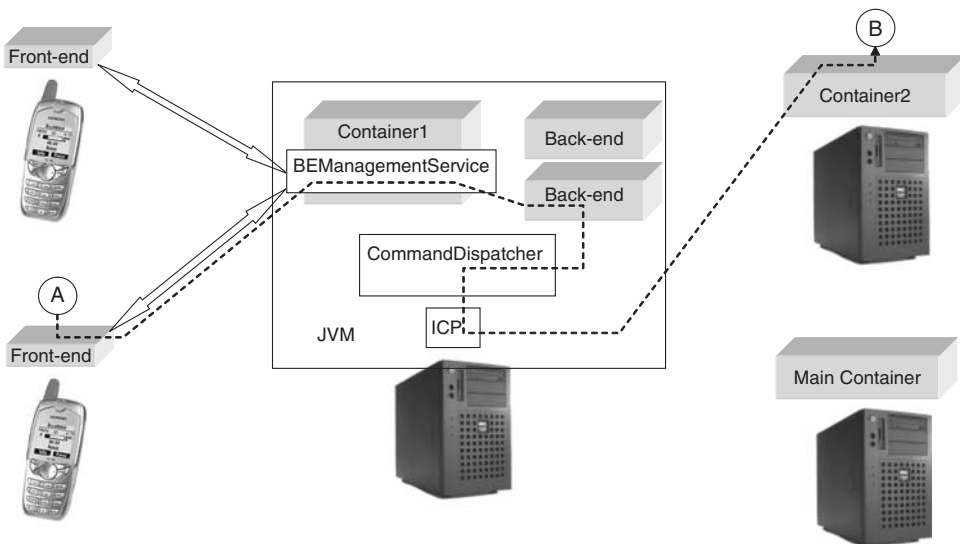 Front-end
B
Container2
Container1
Back-end
BEManagementService
Back-end
CommandDispatcher
A
ICP
JVM
Front-end
Main Container